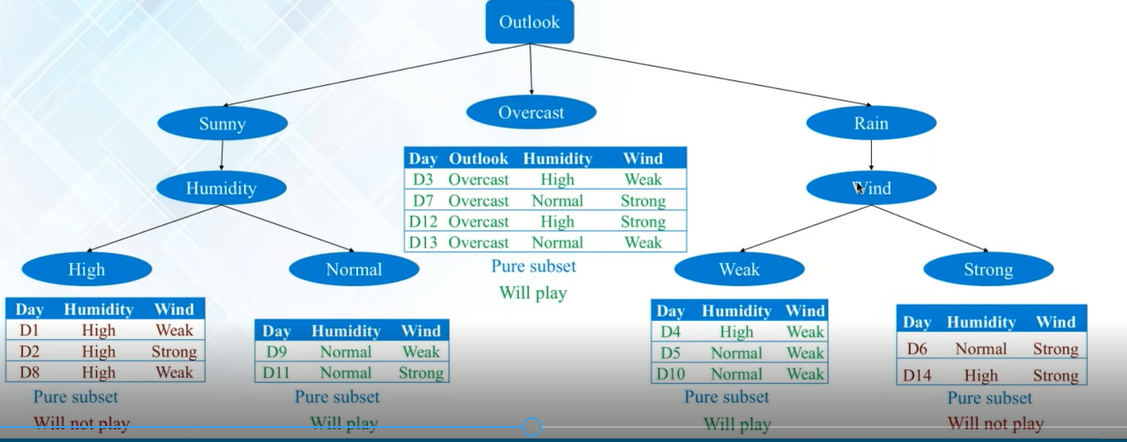 Outlook
Sunny
Overcast
Rain
Humidity
Wind
High
Normal
Weak
Strong
Day Outlook Humidity Wind
D3 Overcast High Weak
D7 Overcast Normal Strong
D12 Overcast High Strong
D13 Overcast Normal Weak
Pure subset
Will play
Day Humidity Wind
D1 High Weak
D2 High Strong
D8 High Weak
Pure subset
Will not play
Day Humidity Wind
D9 Normal Weak
D11 Normal Strong
Pure subset
Will play
Day Humidity Wind
D4 High Weak
D5 Normal Weak
D10 Normal Weak
Pure subset
Will play
Day Humidity Wind
D6 Normal Strong
D14 High Strong
Pure subset
Will not play